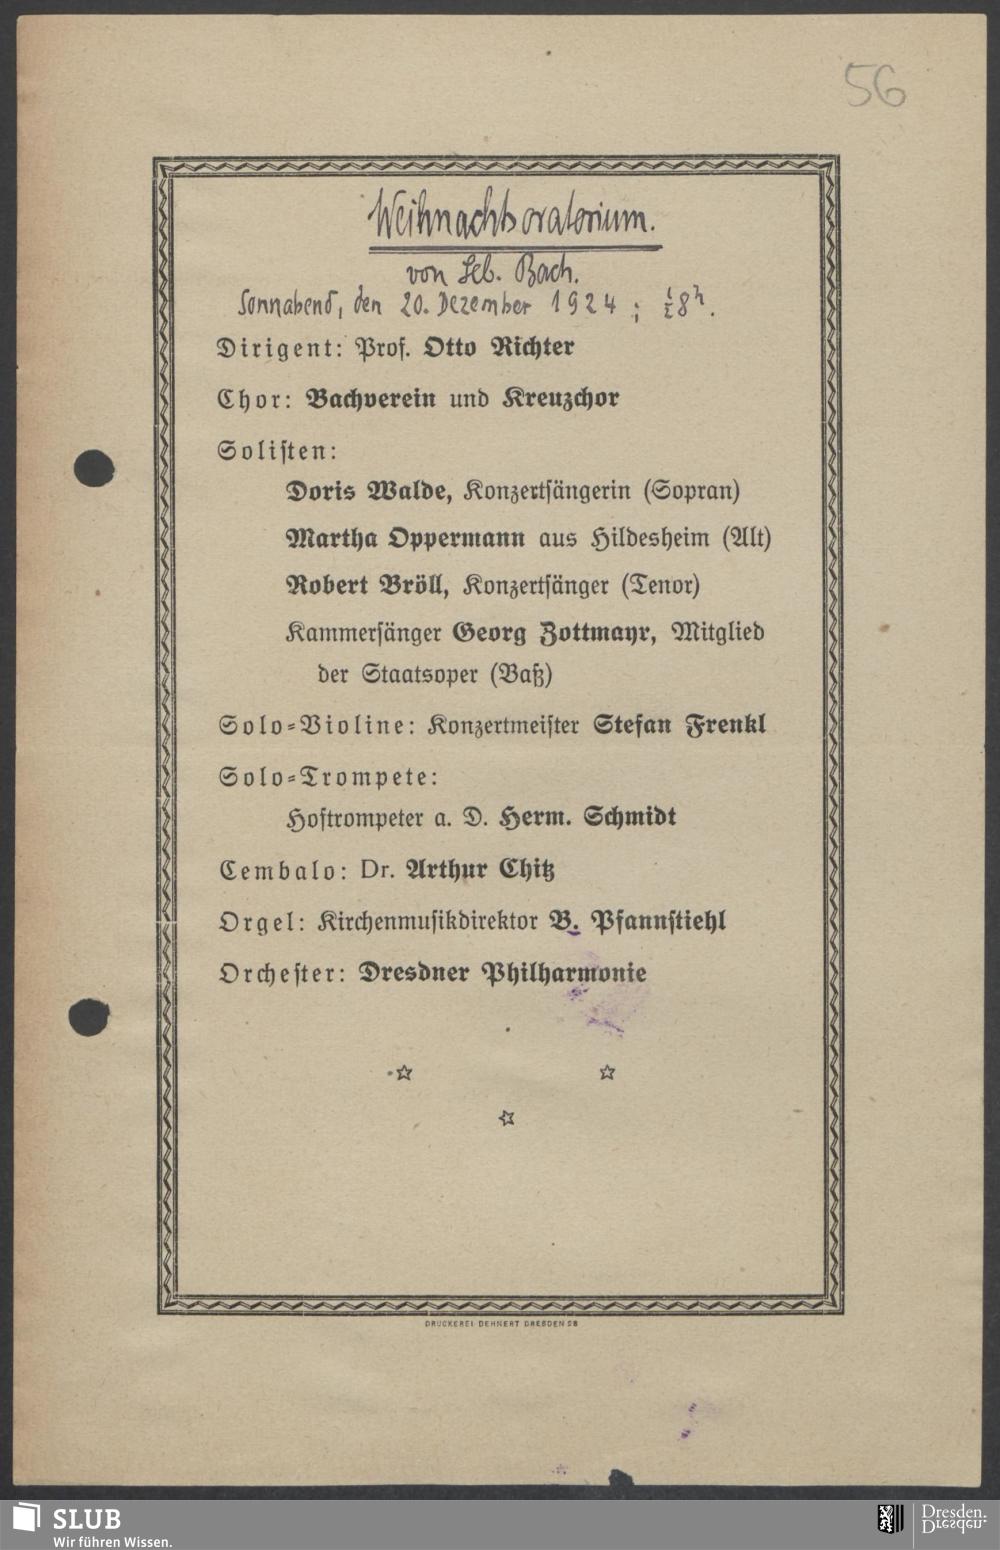 56
Weihnachtsoratorium.
von Seb. Bach.
Sonnabend, den 20. Dezember 1924; ½8ʰ.
Dirigent: Prof. Otto Richter
Chor: Bachverein und Kreuzchor
Soliſten:
Doris Walde, Konzertſängerin (Sopran)
Martha Oppermann aus Hildesheim (Alt)
Robert Bröll, Konzertſänger (Tenor)
Kammerſänger Georg Zottmayr, Mitglied
der Staatsoper (Baß)
Solo-Violine: Konzertmeiſter Stefan Frenkl
Solo-Trompete:
Hoftrompeter a. D. Herm. Schmidt
Cembalo: Dr. Arthur Chitz
Orgel: Kirchenmuſikdirektor B. Pfannſtiehl
Orcheſter: Dresdner Philharmonie
DRUCKEREI DEHNERT DRESDEN 28
SLUB
Wir führen Wissen.
Dresden.
Dresden.